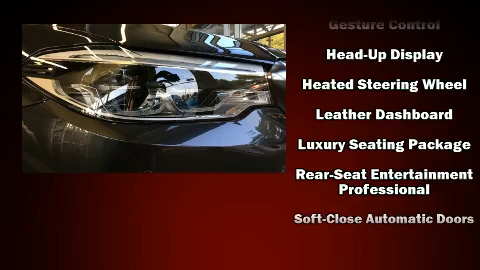 Gesture Control
Head-Up Display
Heated Steering Wheel
Leather Dashboard
Luxury Seating Package
Rear-Seat Entertainment
Professional
Soft-Close Automatic Doors